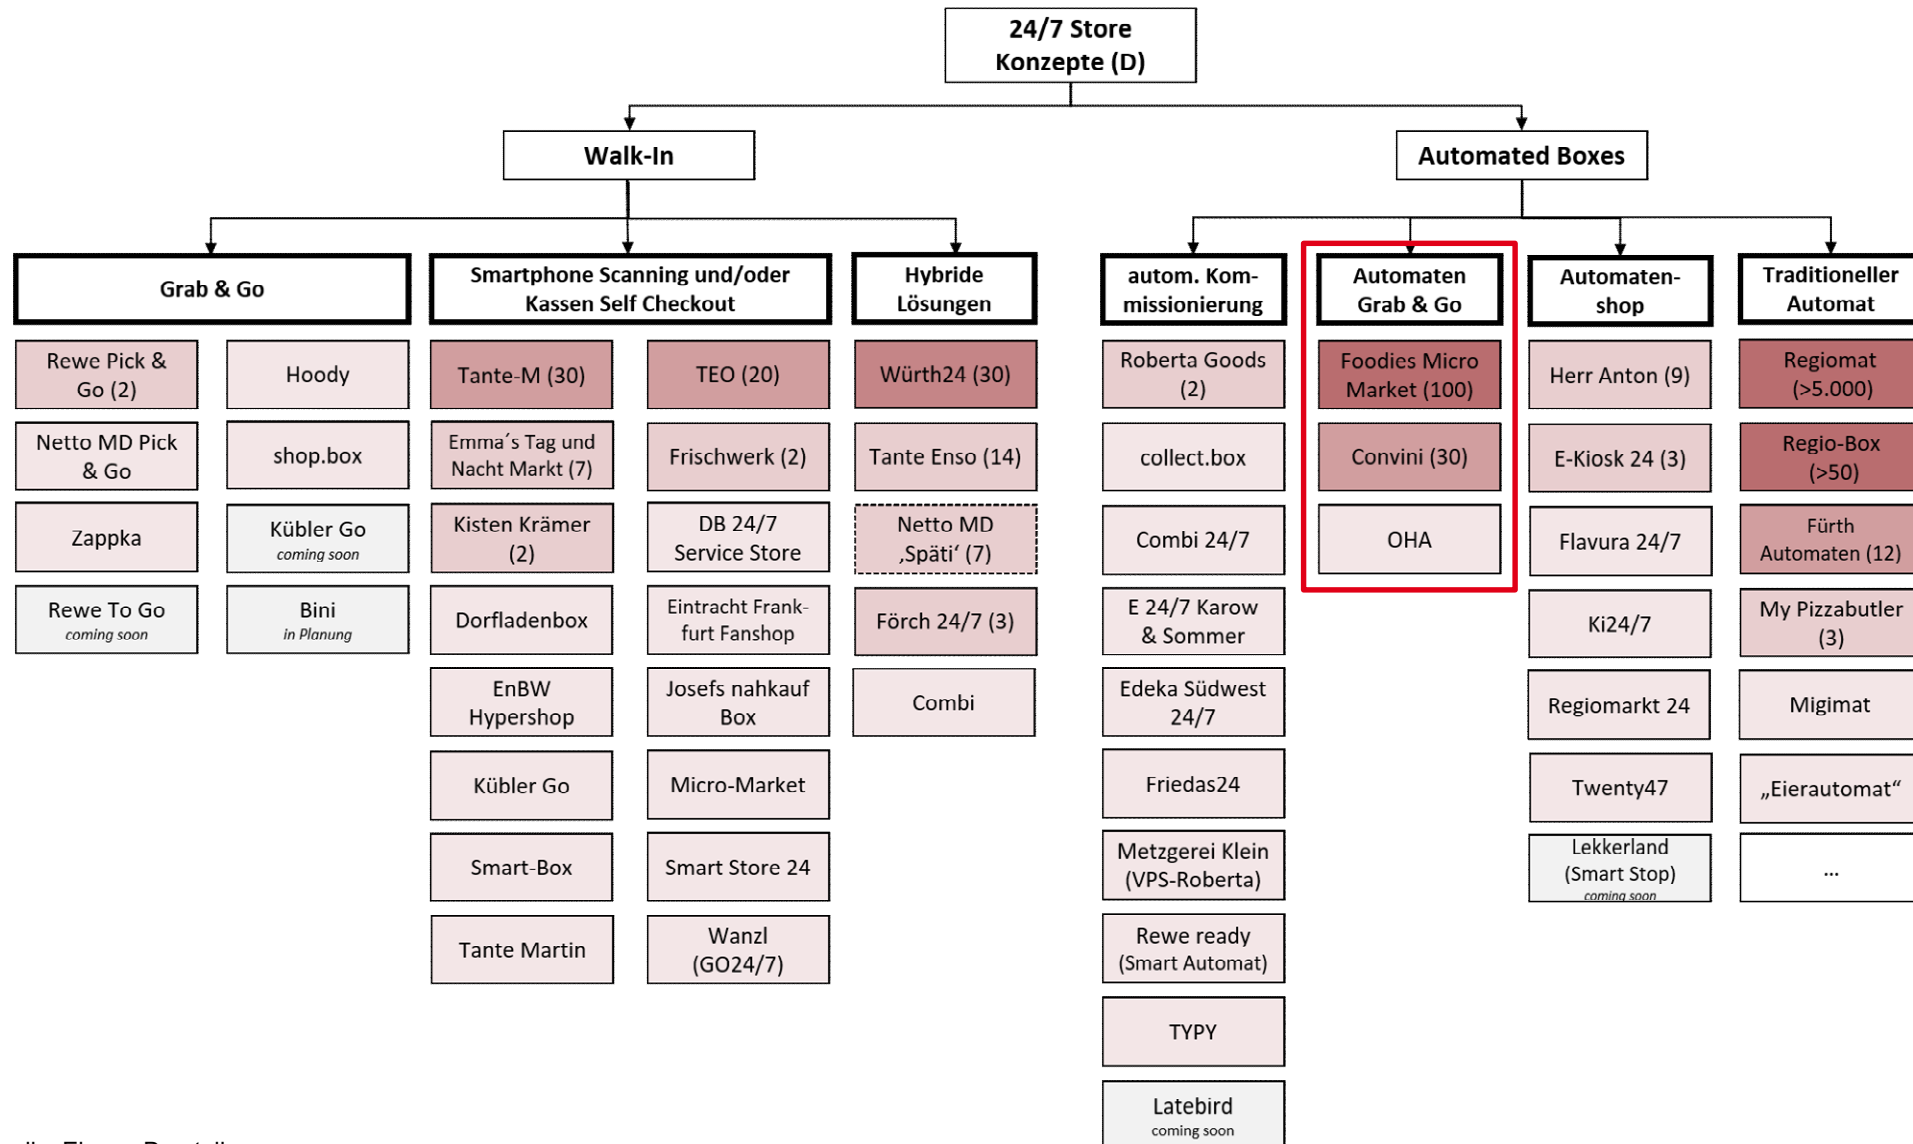 24/7 Store
Konzepte (D)
Walk-In
Automated Boxes
Grab & Go
Smartphone Scanning und/oder
Kassen Self Checkout
Hybride
Lösungen
autom. Kom-
missionierung
Automaten
Grab & Go
Automaten-
shop
Traditioneller
Automat
Rewe Pick &
Go (2)
Netto MD Pick
& Go
Zappka
Rewe To Go
coming soon
Hoody
shop.box
Kübler Go
coming soon
Bini
in Planung
Tante-M (30)
Emma´s Tag und
Nacht Markt (7)
Kisten Krämer
(2)
Dorfladenbox
EnBW
Hypershop
Kübler Go
Smart-Box
Tante Martin
TEO (20)
Frischwerk (2)
DB 24/7
Service Store
Eintracht Frank-
furt Fanshop
Josefs nahkauf
Box
Micro-Market
Smart Store 24
Wanzl
(GO24/7)
Würth24 (30)
Tante Enso (14)
Netto MD
‚Späti‘ (7)
Förch 24/7 (3)
Combi
Roberta Goods
(2)
collect.box
Combi 24/7
E 24/7 Karow
& Sommer
Edeka Südwest
24/7
Friedas24
Metzgerei Klein
(VPS-Roberta)
Rewe ready
(Smart Automat)
TYPY
Latebird
coming soon
Foodies Micro
Market (100)
Convini (30)
OHA
Herr Anton (9)
E-Kiosk 24 (3)
Flavura 24/7
Ki24/7
Regiomarkt 24
Twenty47
Lekkerland
(Smart Stop)
coming soon
Regiomat
(>5.000)
Regio-Box
(>50)
Fürth
Automaten (12)
My Pizzabutler
(3)
Migimat
„Eierautomat“
...